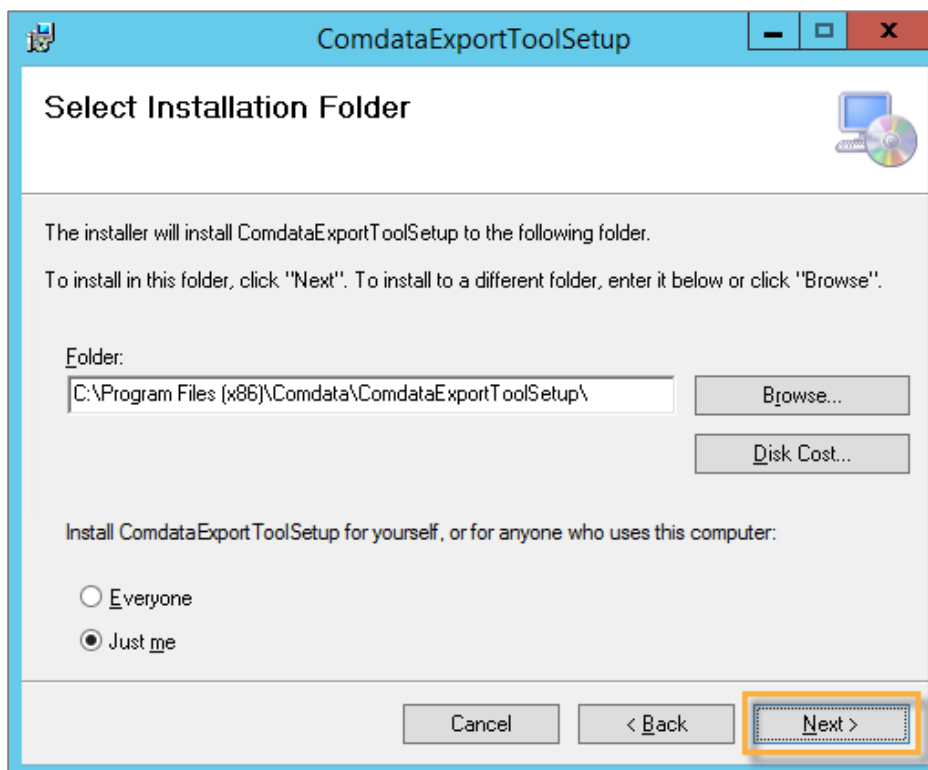 ComdataExportToolSetup
Select Installation Folder
The installer will install ComdataExportToolSetup to the following folder.
To install in this folder, click "Next". To install to a different folder, enter it below or click "Browse".
Folder:
C:\Program Files (x86)\Comdata\ComdataExportToolSetup\
Browse...
Disk Cost...
Install ComdataExportToolSetup for yourself, or for anyone who uses this computer:
Everyone
Just me
Cancel
< Back
Next >